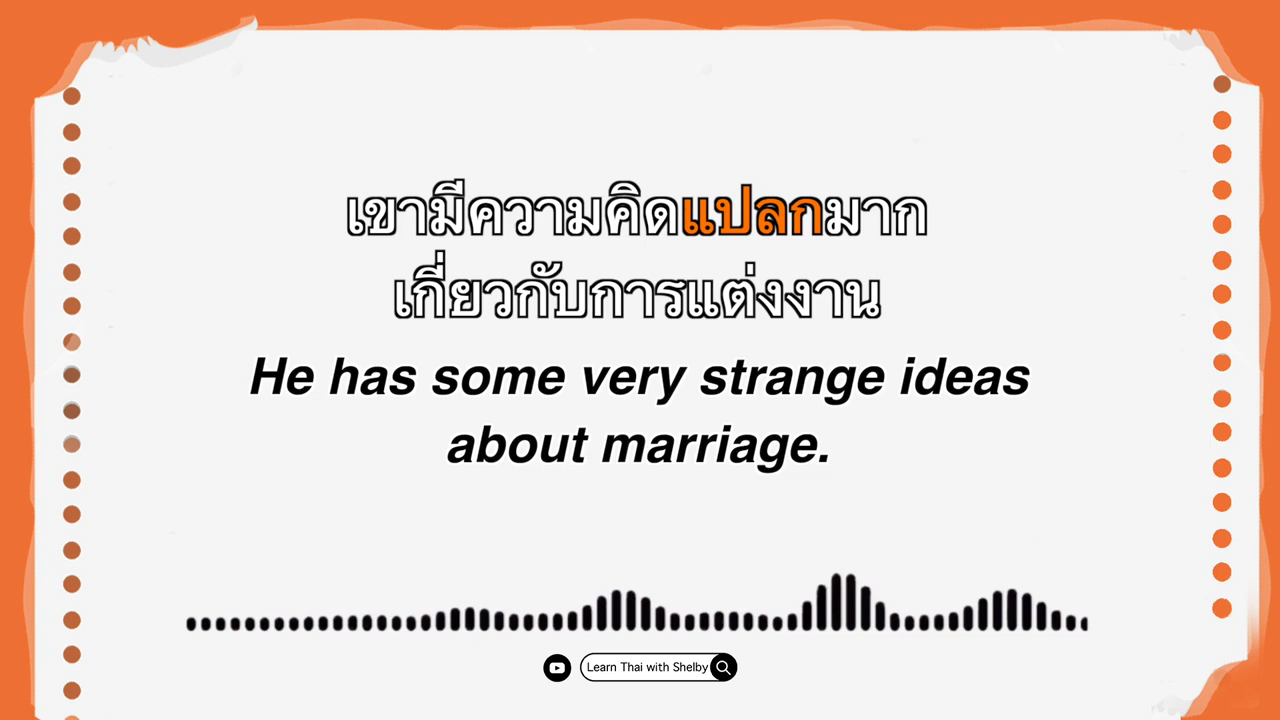 เขามีความคิดแปลกมาก
เกี่ยวกับการแต่งงาน
He has some very strange ideas
about marriage.
Learn Thai with Shelby